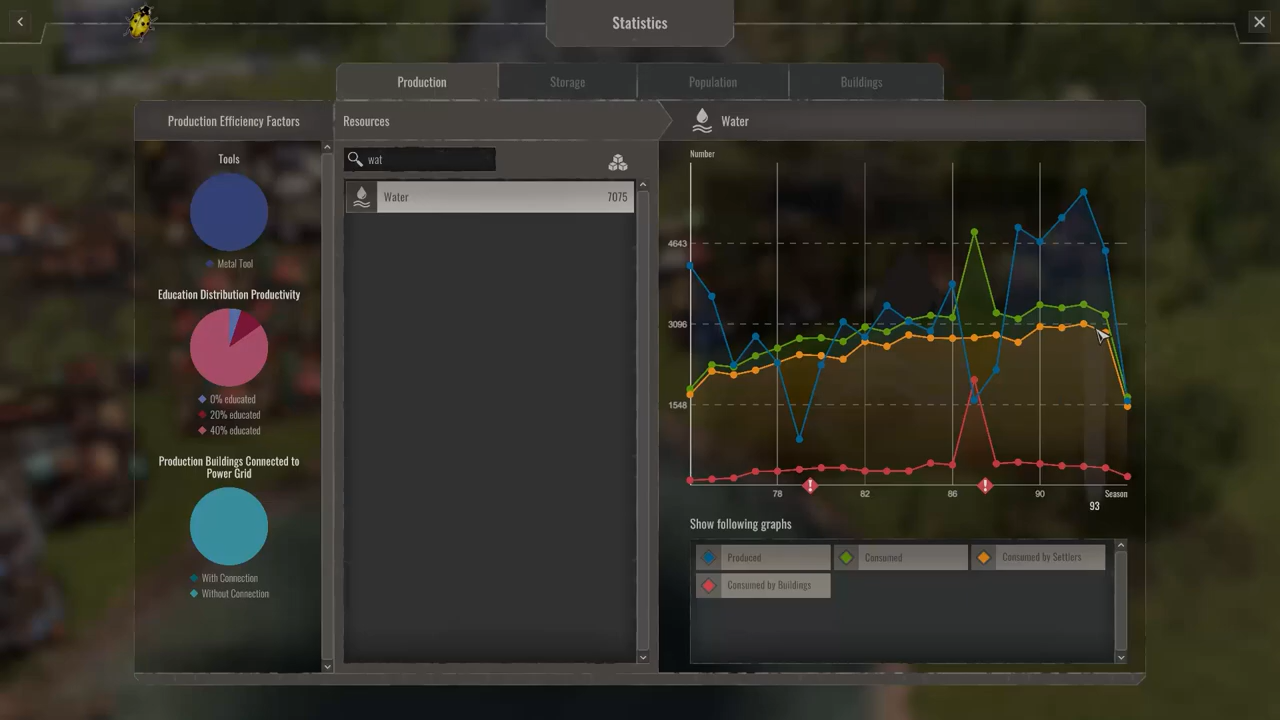 Statistics
Production
Storage
Population
Buildings
Production Efficiency Factors
Tools
Metal Tool
Education Distribution Productivity
0% educated
20% educated
40% educated
Production Buildings Connected to
Power Grid
With Connection
Without Connection
Resources
wat
Water
7075
Water
Number
4643
3096
1548
78
82
86
90
Season
93
Show following graphs
Produced
Consumed
Consumed by Settlers
Consumed by Buildings